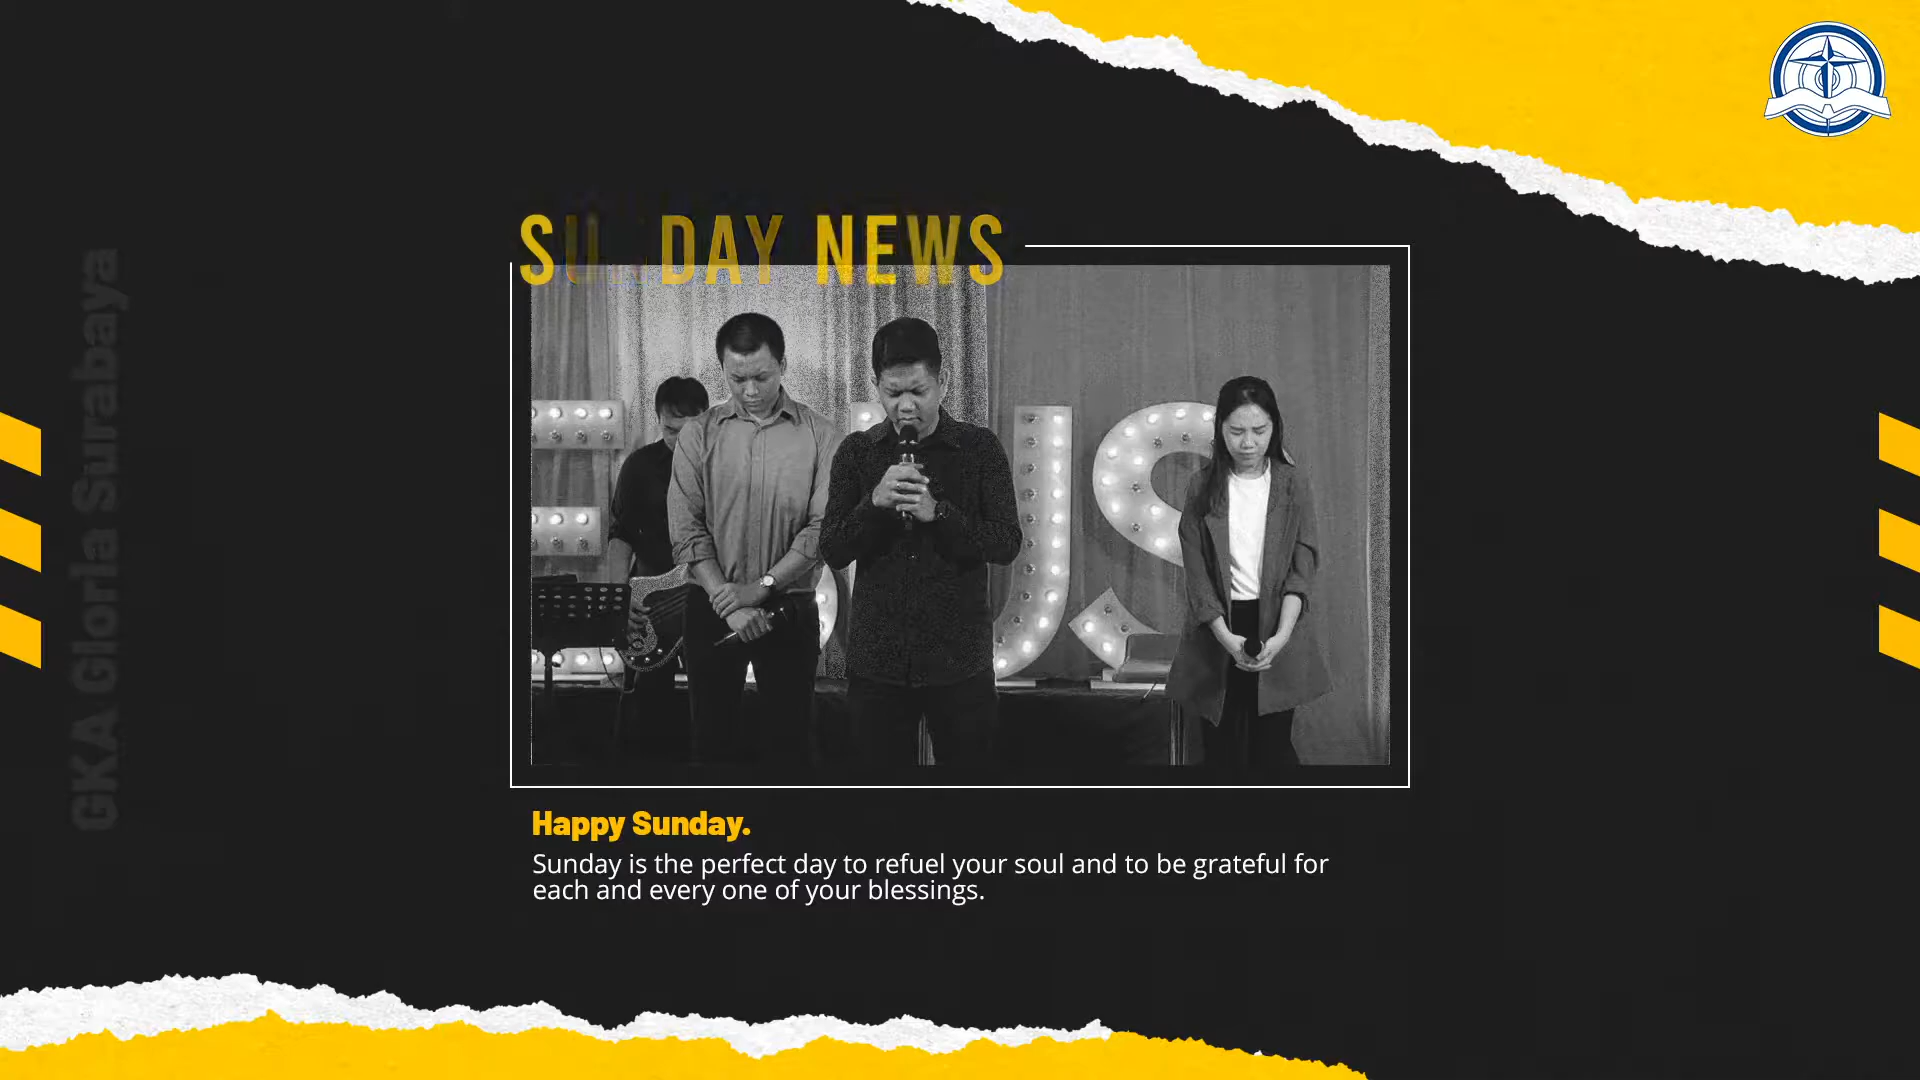 SUNDAY NEWS
GKA Gloria Surabaya
US
Happy Sunday.
Sunday is the perfect day to refuel your soul and to be grateful for
each and every one of your blessings.